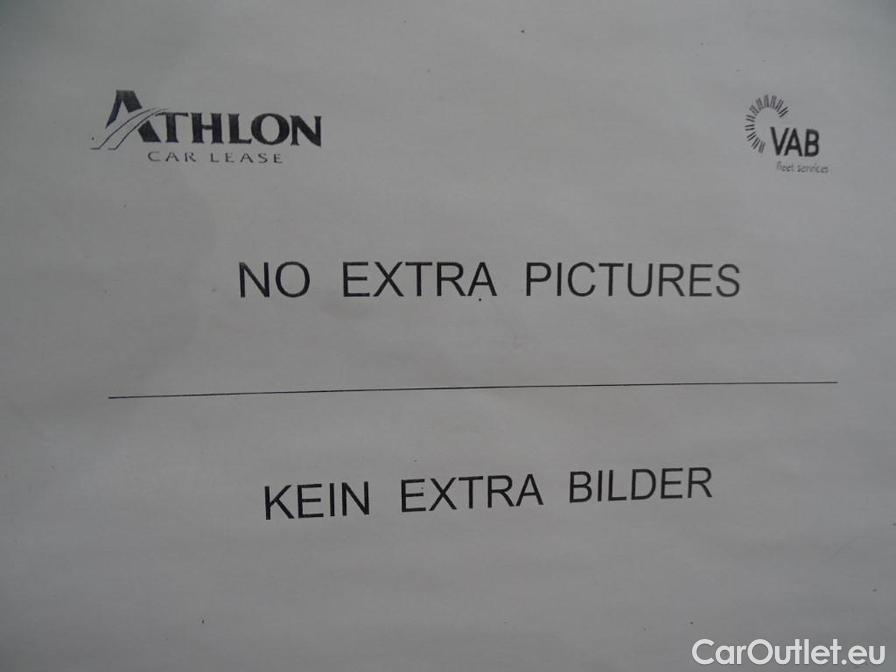 ATHLON
CAR LEASE
VAB
fleet services
NO EXTRA PICTURES
KEIN EXTRA BILDER
CarOutlet.eu